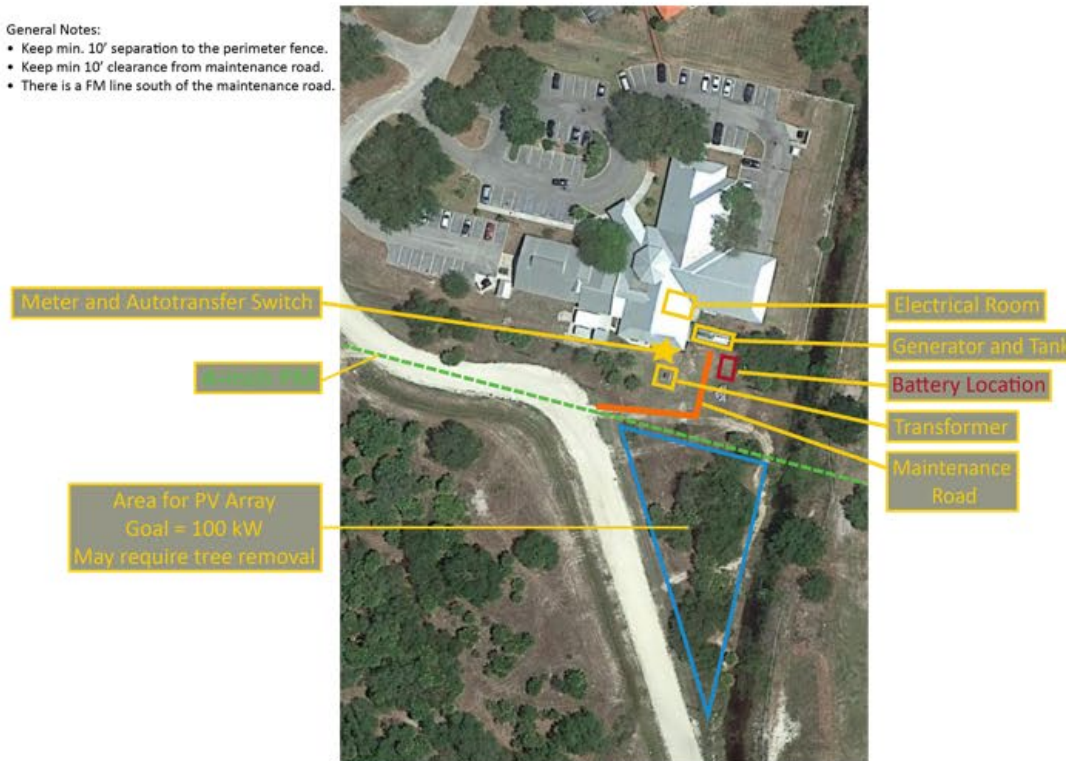 General Notes:
• Keep min. 10' separation to the perimeter fence.
• Keep min 10' clearance from maintenance road.
• There is a FM line south of the maintenance road.
Meter and Autotransfer Switch
Electrical Room
Generator and Tank
Battery Location
Transformer
Maintenance
Road
Area for PV Array
Goal = 100 kW
May require tree removal